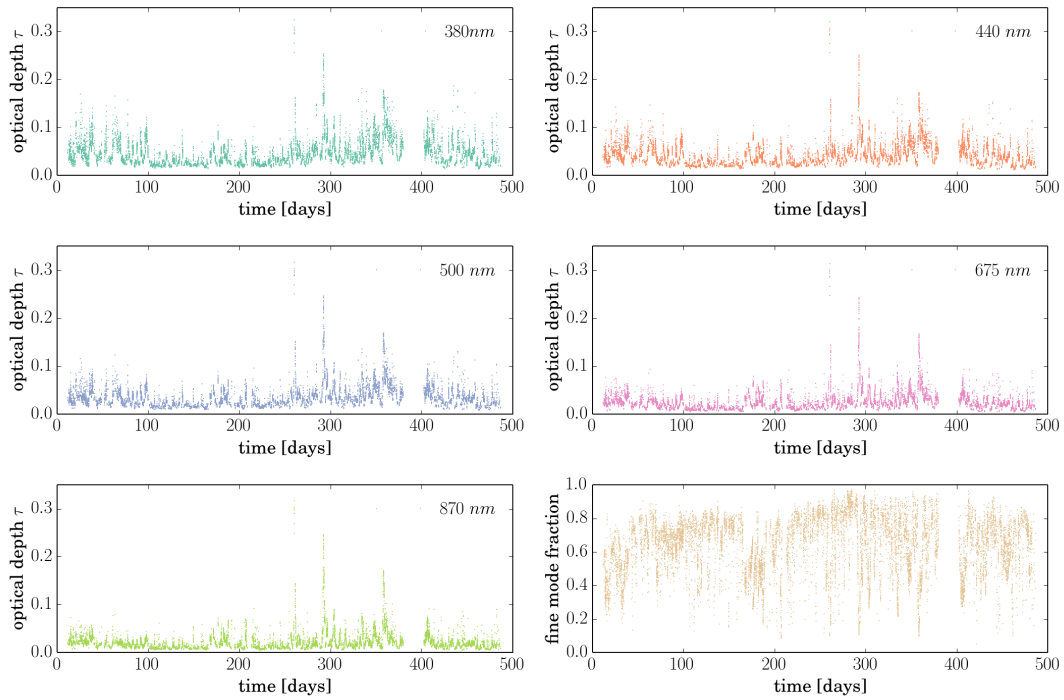 0.3
0.2
0.1
0.0
optical depth τ
380nm
0 100 200 300 400 500
time [days]
0.3
0.2
0.1
0.0
optical depth τ
440 nm
0 100 200 300 400 500
time [days]
0.3
0.2
0.1
0.0
optical depth τ
500 nm
0 100 200 300 400 500
time [days]
0.3
0.2
0.1
0.0
optical depth τ
675 nm
0 100 200 300 400 500
time [days]
0.3
0.2
0.1
0.0
optical depth τ
870 nm
0 100 200 300 400 500
time [days]
1.0
0.8
0.6
0.4
0.2
0.0
fine mode fraction
0 100 200 300 400 500
time [days]